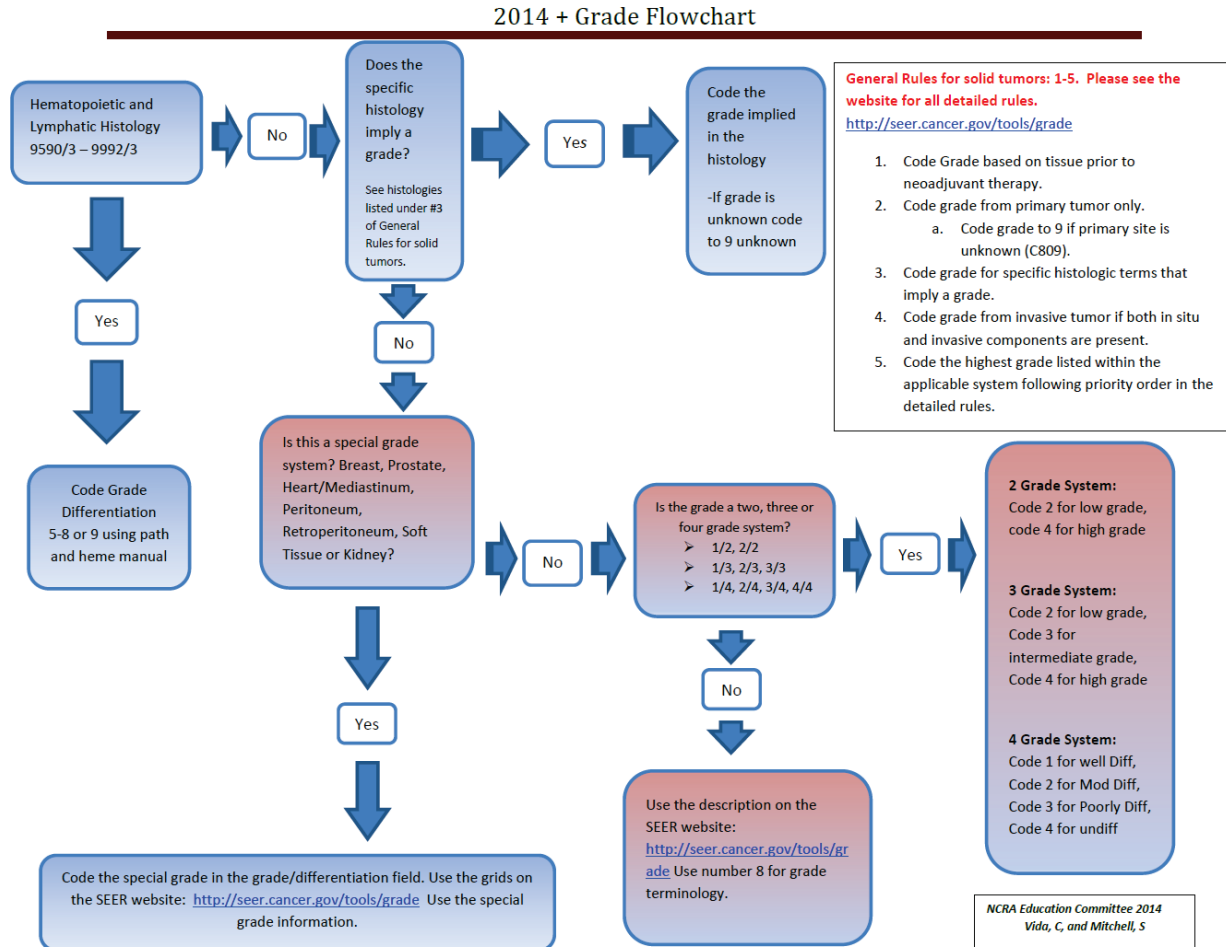 2014 + Grade Flowchart
Hematopoietic and
Lymphatic Histology
9590/3 – 9992/3
No
Does the
specific
histology
imply a
grade?
See histologies
listed under #3
of General
Rules for solid
tumors.
Yes
Code the
grade implied
in the
histology
-If grade is
unknown code
to 9 unknown
General Rules for solid tumors: 1-5. Please see the
website for all detailed rules.
http://seer.cancer.gov/tools/grade
1. Code Grade based on tissue prior to
neoadjuvant therapy.
2. Code grade from primary tumor only.
a. Code grade to 9 if primary site is
unknown (C809).
3. Code grade for specific histologic terms that
imply a grade.
4. Code grade from invasive tumor if both in situ
and invasive components are present.
5. Code the highest grade listed within the
applicable system following priority order in the
detailed rules.
Yes
No
Code Grade
Differentiation
5-8 or 9 using path
and heme manual
Is this a special grade
system? Breast, Prostate,
Heart/Mediastinum,
Peritoneum,
Retroperitoneum, Soft
Tissue or Kidney?
No
Is the grade a two, three or
four grade system?
➢ 1/2, 2/2
➢ 1/3, 2/3, 3/3
➢ 1/4, 2/4, 3/4, 4/4
Yes
2 Grade System:
Code 2 for low grade,
code 4 for high grade
3 Grade System:
Code 2 for low grade,
Code 3 for
intermediate grade,
Code 4 for high grade
4 Grade System:
Code 1 for well Diff,
Code 2 for Mod Diff,
Code 3 for Poorly Diff,
Code 4 for undiff
Yes
No
Code the special grade in the grade/differentiation field. Use the grids on
the SEER website: http://seer.cancer.gov/tools/grade Use the special
grade information.
Use the description on the
SEER website:
http://seer.cancer.gov/tools/gr
ade Use number 8 for grade
terminology.
NCRA Education Committee 2014
Vida, C, and Mitchell, S